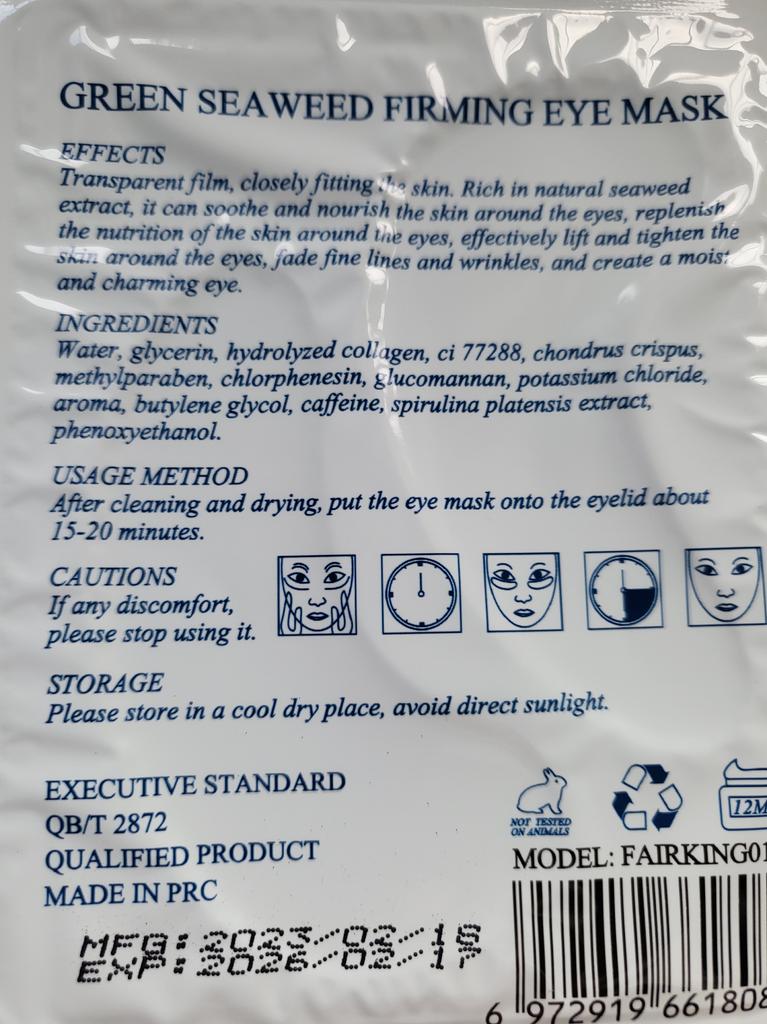 GREEN SEAWEED FIRMING EYE MASK
EFFECTS
Transparent film, closely fitting the skin. Rich in natural seaweed
extract, it can soothe and nourish the skin around the eyes, replenish
the nutrition of the skin around the eyes, effectively lift and tighten the
skin around the eyes, fade fine lines and wrinkles, and create a moist
and charming eye.
INGREDIENTS
Water, glycerin, hydrolyzed collagen, ci 77288, chondrus crispus,
methylparaben, chlorphenesin, glucomannan, potassium chloride,
aroma, butylene glycol, caffeine, spirulina platensis extract,
phenoxyethanol.
USAGE METHOD
After cleaning and drying, put the eye mask onto the eyelid about
15-20 minutes.
CAUTIONS
If any discomfort,
please stop using it.
STORAGE
Please store in a cool dry place, avoid direct sunlight.
EXECUTIVE STANDARD
QB/T 2872
QUALIFIED PRODUCT
MADE IN PRC
MFG: 2023/02/18
EXP: 2026/02/17
NOT TESTED
ON ANIMALS
12M
MODEL: FAIRKING01
6 972919 661808